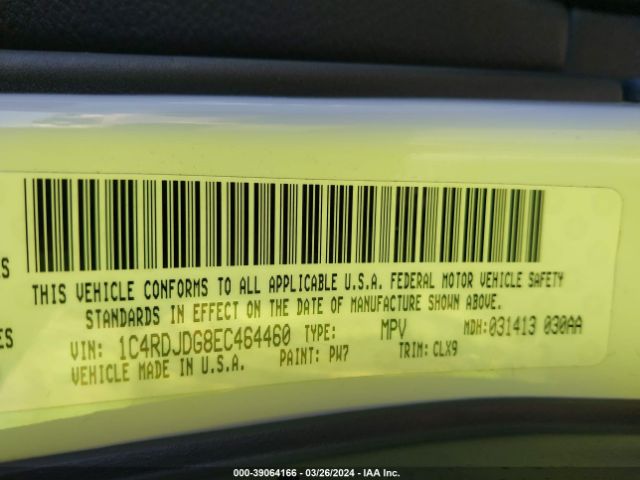 ES
THIS VEHICLE CONFORMS TO ALL APPLICABLE U.S.A. FEDERAL MOTOR VEHICLE SAFETY
STANDARDS IN EFFECT ON THE DATE OF MANUFACTURE SHOWN ABOVE.
ES
VIN: 1C4RDJDG8EC464460 TYPE: MPV MDH: 031413 030AA
VEHICLE MADE IN U.S.A. PAINT: PW7 TRIM: CLX9
000-39064166 — 03/26/2024 — IAA Inc.